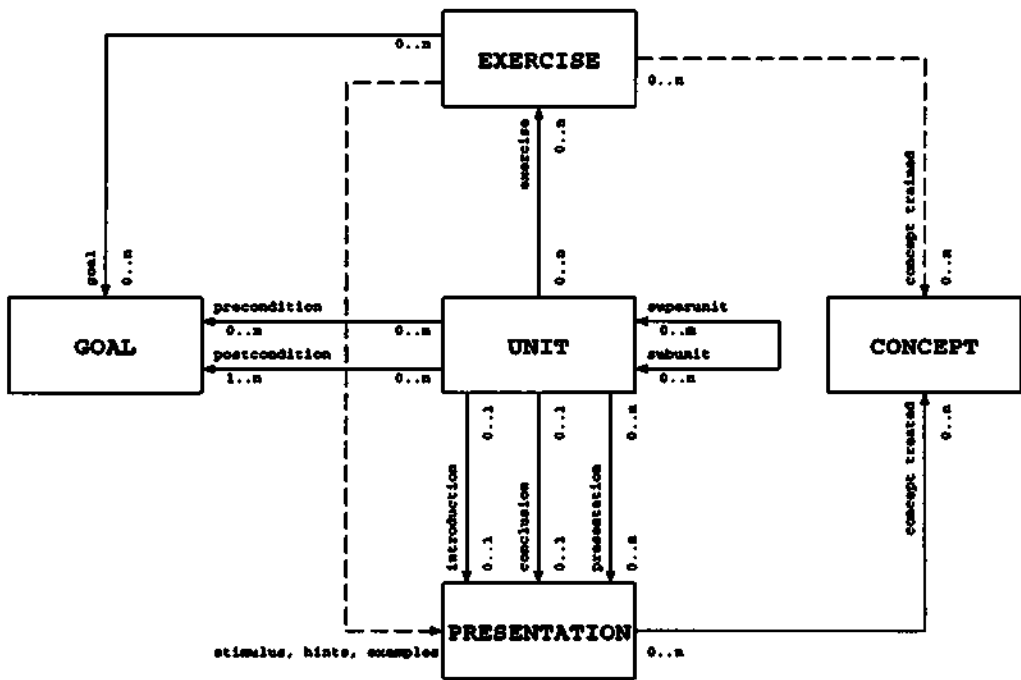 0..n
EXERCISE
0..n
exercise
0..n
concept trained
0..n
goal
0..n
0..n
precondition
0..n
0..n
superunit
0..n
GOAL
UNIT
CONCEPT
postcondition
1..n
0..n
subunit
0..n
0..1
0..1
0..n
concept treated
0..n
introduction
0..1
conclusion
0..1
presentation
0..n
PRESENTATION
stimulus, hints, examples
0..n